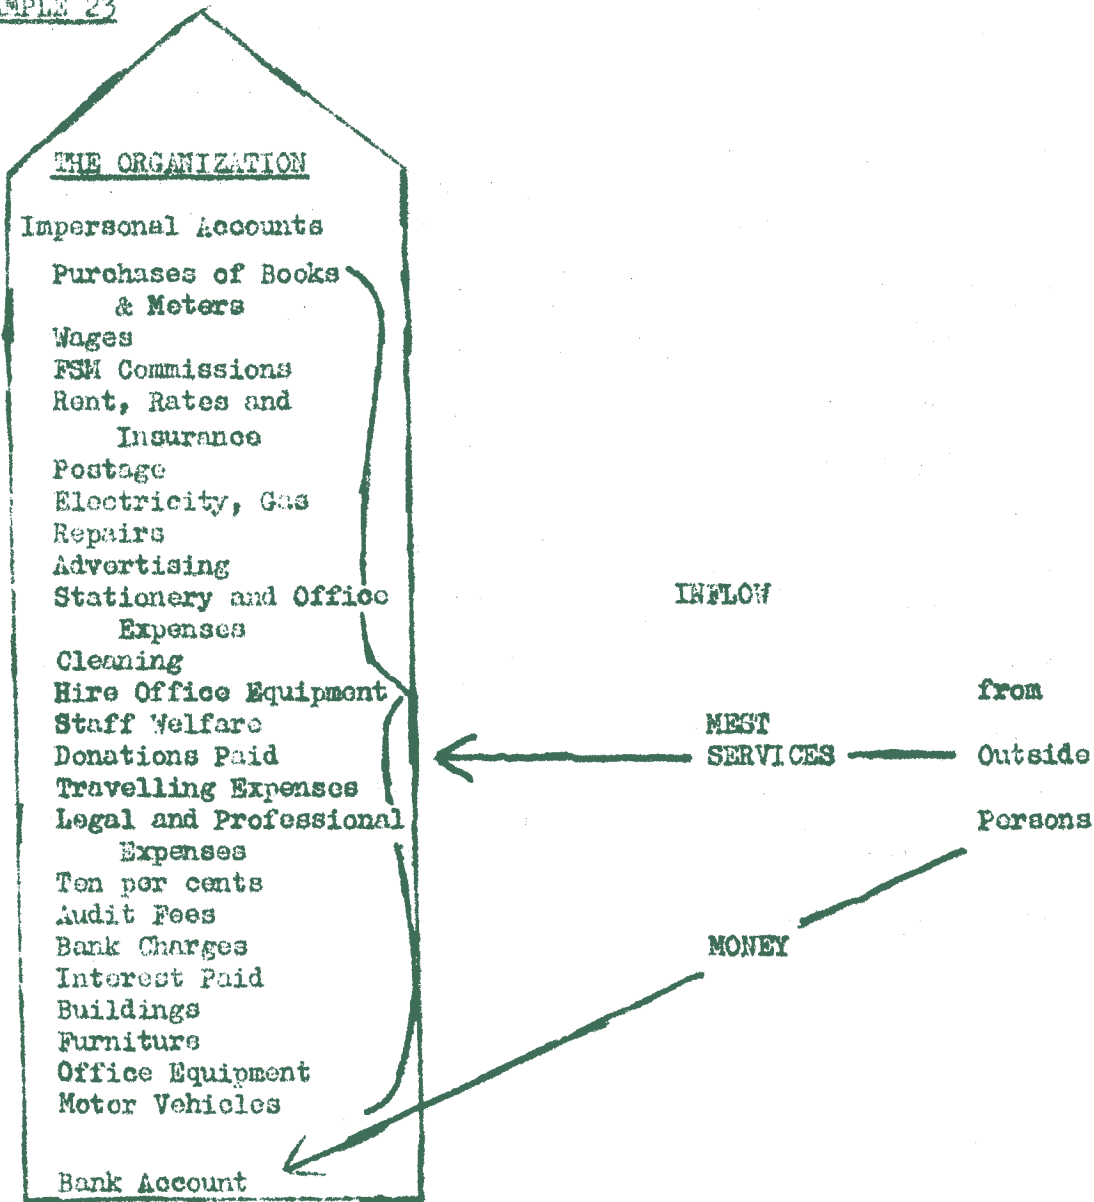 AMPLE 23
THE ORGANIZATION
Impersonal Accounts
Purchases of Books
& Meters
Wages
FSM Commissions
Rent, Rates and
Insurance
Postage
Electricity, Gas
Repairs
Advertising
Stationery and Office
Expenses
Cleaning
Hire Office Equipment
Staff Welfare
Donations Paid
Travelling Expenses
Legal and Professional
Expenses
Ten per cents
Audit Fees
Bank Charges
Interest Paid
Buildings
Furniture
Office Equipment
Motor Vehicles
Bank Account
INFLOW
MEST
SERVICES
MONEY
from
Outside
Persons